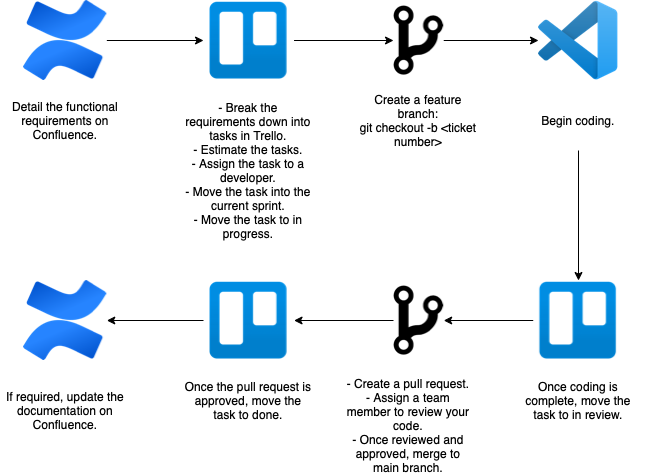 Detail the functional
requirements on
Confluence.
- Break the
requirements down into
tasks in Trello.
- Estimate the tasks.
- Assign the task to a
developer.
- Move the task into the
current sprint.
- Move the task to in
progress.
Create a feature
branch:
git checkout -b <ticket
number>
Begin coding.
Once coding is
complete, move the
task to in review.
- Create a pull request.
- Assign a team
member to review your
code.
- Once reviewed and
approved, merge to
main branch.
Once the pull request is
approved, move the
task to done.
If required, update the
documentation on
Confluence.